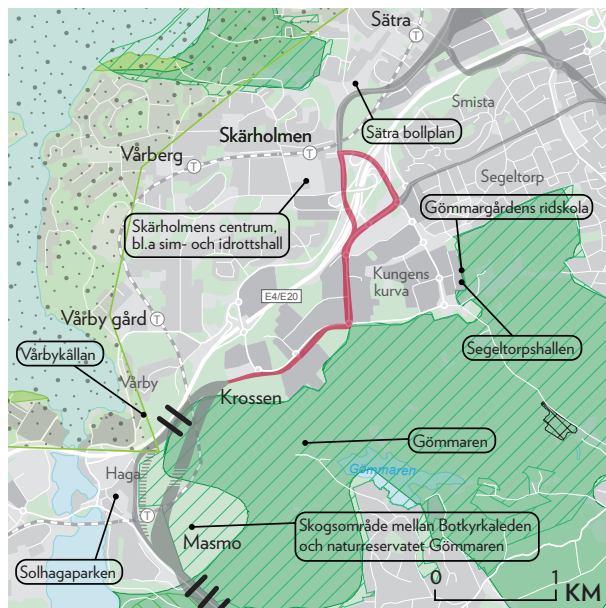 Sätra
T
Smista
Sätra bollplan
Skärholmen
T
Vårberg
T
Segeltorp
Gömmargårdens ridskola
Skärholmens centrum,
bl.a sim- och idrottshall
Kungens
kurva
E4/E20
Vårby gård
T
Segeltorpshallen
Vårbykällan
Vårby
Krossen
Gömmaren
Gömmaren
Haga
T
Skogsområde mellan Botkyrkaleden
och naturreservatet Gömmaren
Masmo
Solhagaparken
0 1
KM